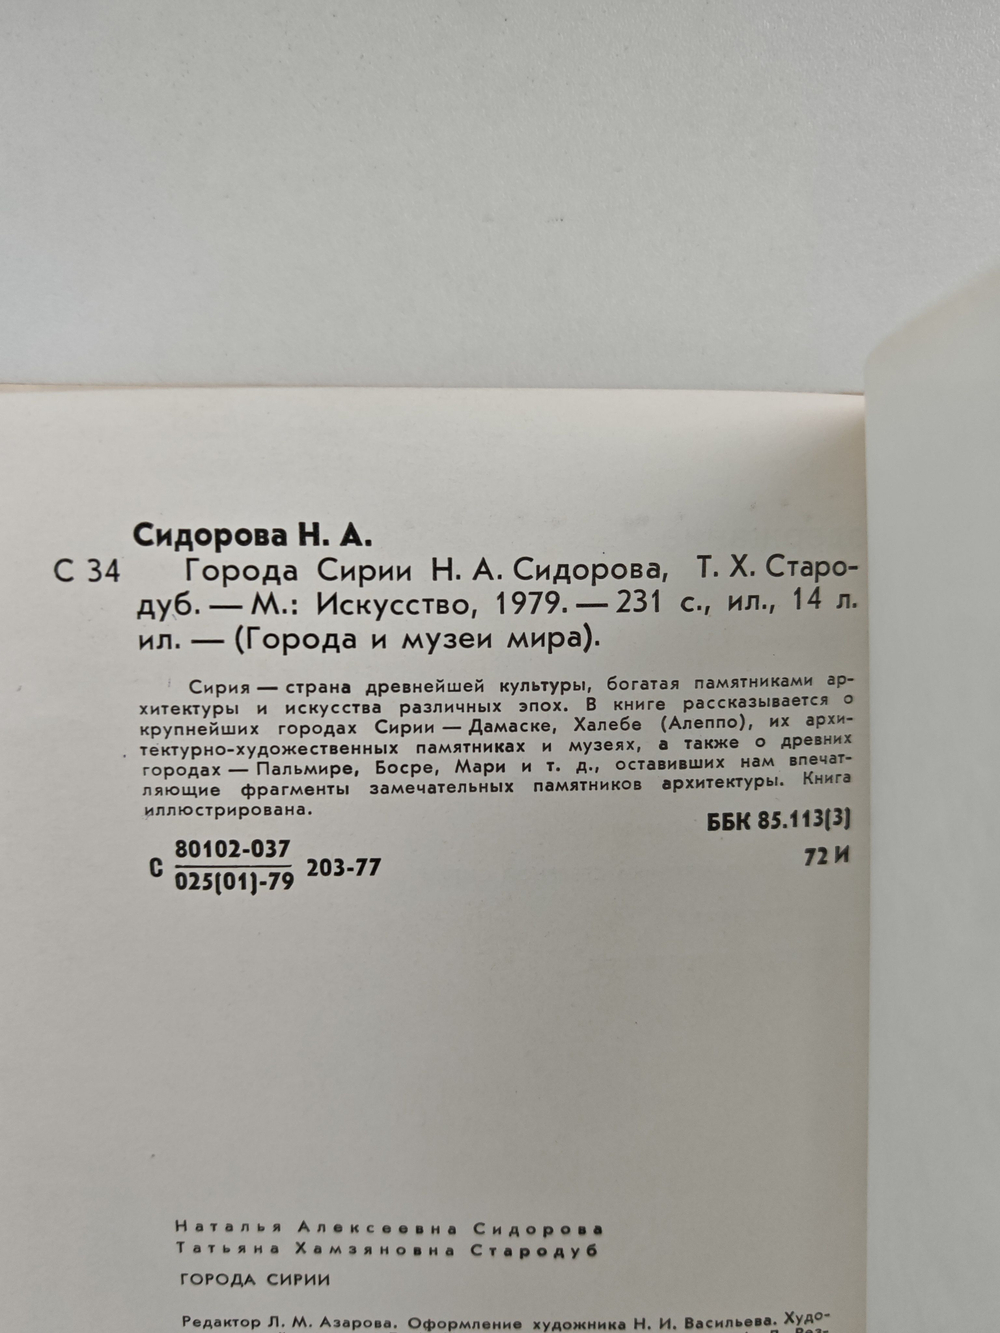 Сидорова Н. А.
С 34 Города Сирии Н. А. Сидорова, Т. Х. Старо-
дуб. — М.: Искусство, 1979. — 231 с., ил., 14 л.
ил. — (Города и музеи мира).
Сирия — страна древнейшей культуры, богатая памятниками ар-
хитектуры и искусства различных эпох. В книге рассказывается о
крупнейших городах Сирии — Дамаске, Халебе (Алеппо), их архи-
тектурно-художественных памятниках и музеях, а также о древних
городах — Пальмире, Босре, Мари и т. д., оставивших нам впечат-
ляющие фрагменты замечательных памятников архитектуры. Книга
иллюстрирована.
ББК 85.113(3)
72 И
80102-037
С 203-77
025(01)-79
Наталья Алексеевна Сидорова
Татьяна Хамзяновна Стародуб
ГОРОДА СИРИИ
Редактор Л. М. Азарова. Оформление художника Н. И. Васильева. Худо-